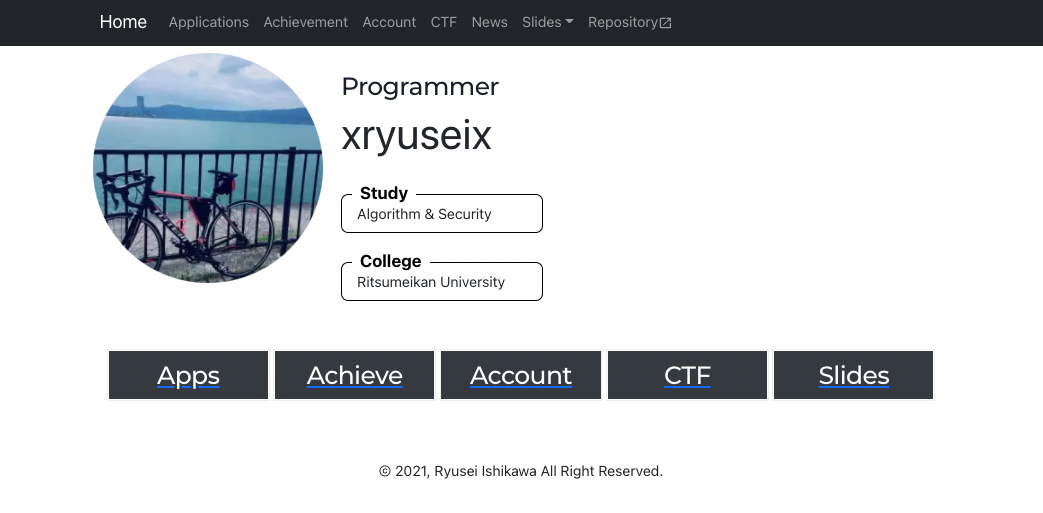 Home Applications Achievement Account CTF News Slides Repository
Programmer
xryuseix
Study
Algorithm & Security
College
Ritsumeikan University
Apps Achieve Account CTF Slides
© 2021, Ryusei Ishikawa All Right Reserved.